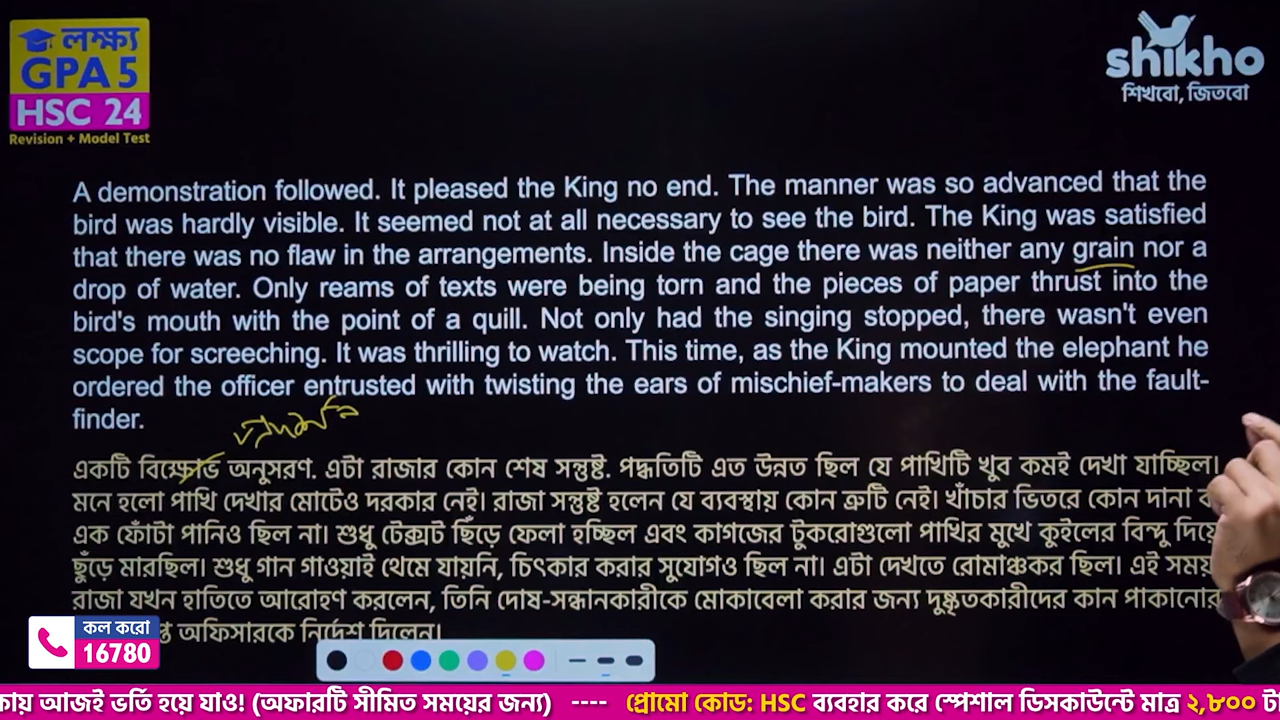 লক্ষ্য
GPA 5
HSC 24
Revision + Model Test
shikho
শিখবো, জিতবো
A demonstration followed. It pleased the King no end. The manner was so advanced that the
bird was hardly visible. It seemed not at all necessary to see the bird. The King was satisfied
that there was no flaw in the arrangements. Inside the cage there was neither any grain nor a
drop of water. Only reams of texts were being torn and the pieces of paper thrust into the
bird's mouth with the point of a quill. Not only had the singing stopped, there wasn't even
scope for screeching. It was thrilling to watch. This time, as the King mounted the elephant he
ordered the officer entrusted with twisting the ears of mischief-makers to deal with the fault-
finder.
একটি বিক্ষোভ অনুসরণ. এটা রাজার কোন শেষ সন্তুষ্ট. পদ্ধতিটি এত উন্নত ছিল যে পাখিটি খুব কমই দেখা যাচ্ছিল।
মনে হলো পাখি দেখার মোটেও দরকার নেই। রাজা সন্তুষ্ট হলেন যে ব্যবস্থায় কোন ত্রুটি নেই। খাঁচার ভিতরে কোন দানা
এক ফোঁটা পানিও ছিল না। শুধু টেক্সট ছিঁড়ে ফেলা হচ্ছিল এবং কাগজের টুকরোগুলো পাখির মুখে কুইলের বিন্দু দিয়ে
ছুঁড়ে মারছিল। শুধু গান গাওয়াই থেমে যায়নি, চিৎকার করার সুযোগও ছিল না। এটা দেখতে রোমাঞ্চকর ছিল। এই সময়
রাজা যখন হাতিতে আরোহণ করলেন, তিনি দোষ-সন্ধানকারীকে মোকাবেলা করার জন্য দুষ্কৃতকারীদের কান পাকানোর
অফিসারকে নির্দেশ দিলেন।
কল করো
16780
আজই ভর্তি হয়ে যাও! (অফারটি সীমিত সময়ের জন্য) ---- প্রোমো কোড: HSC ব্যবহার করে স্পেশাল ডিসকাউন্টে মাত্র ২,৮০০